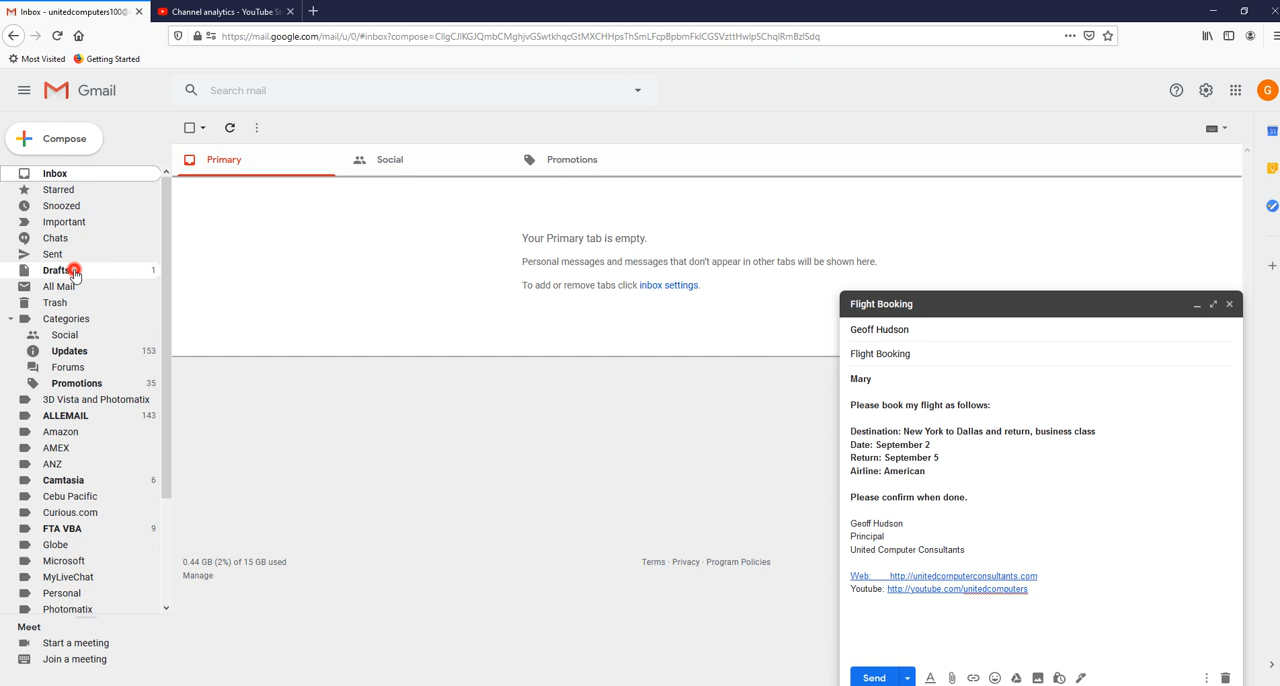 Inbox - unitedcomputers100@
Channel analytics - YouTube St
https://mail.google.com/mail/u/0/#inbox?compose=
Most Visited
Getting Started
Gmail
Search mail
G
Compose
Primary
Social
Promotions
Inbox
Starred
Snoozed
Important
Chats
Sent
Drafts 1
All Mail
Trash
Categories
Social
Updates 153
Forums
Promotions 35
3D Vista and Photomatix
ALLEMAIL 143
Amazon
AMEX
ANZ
Camtasia 6
Cebu Pacific
Curious.com
FTA VBA 9
Globe
Microsoft
MyLiveChat
Personal
Photomatix
Meet
Start a meeting
Join a meeting
Your Primary tab is empty.
Personal messages and messages that don't appear in other tabs will be shown here.
To add or remove tabs click inbox settings.
0.44 GB (2%) of 15 GB used
Manage
Terms · Privacy · Program Policies
Flight Booking
Geoff Hudson
Flight Booking
Mary
Please book my flight as follows:
Destination: New York to Dallas and return, business class
Date: September 2
Return: September 5
Airline: American
Please confirm when done.
Geoff Hudson
Principal
United Computer Consultants
Web: http://unitedcomputerconsultants.com
Youtube: http://youtube.com/unitedcomputers
Send